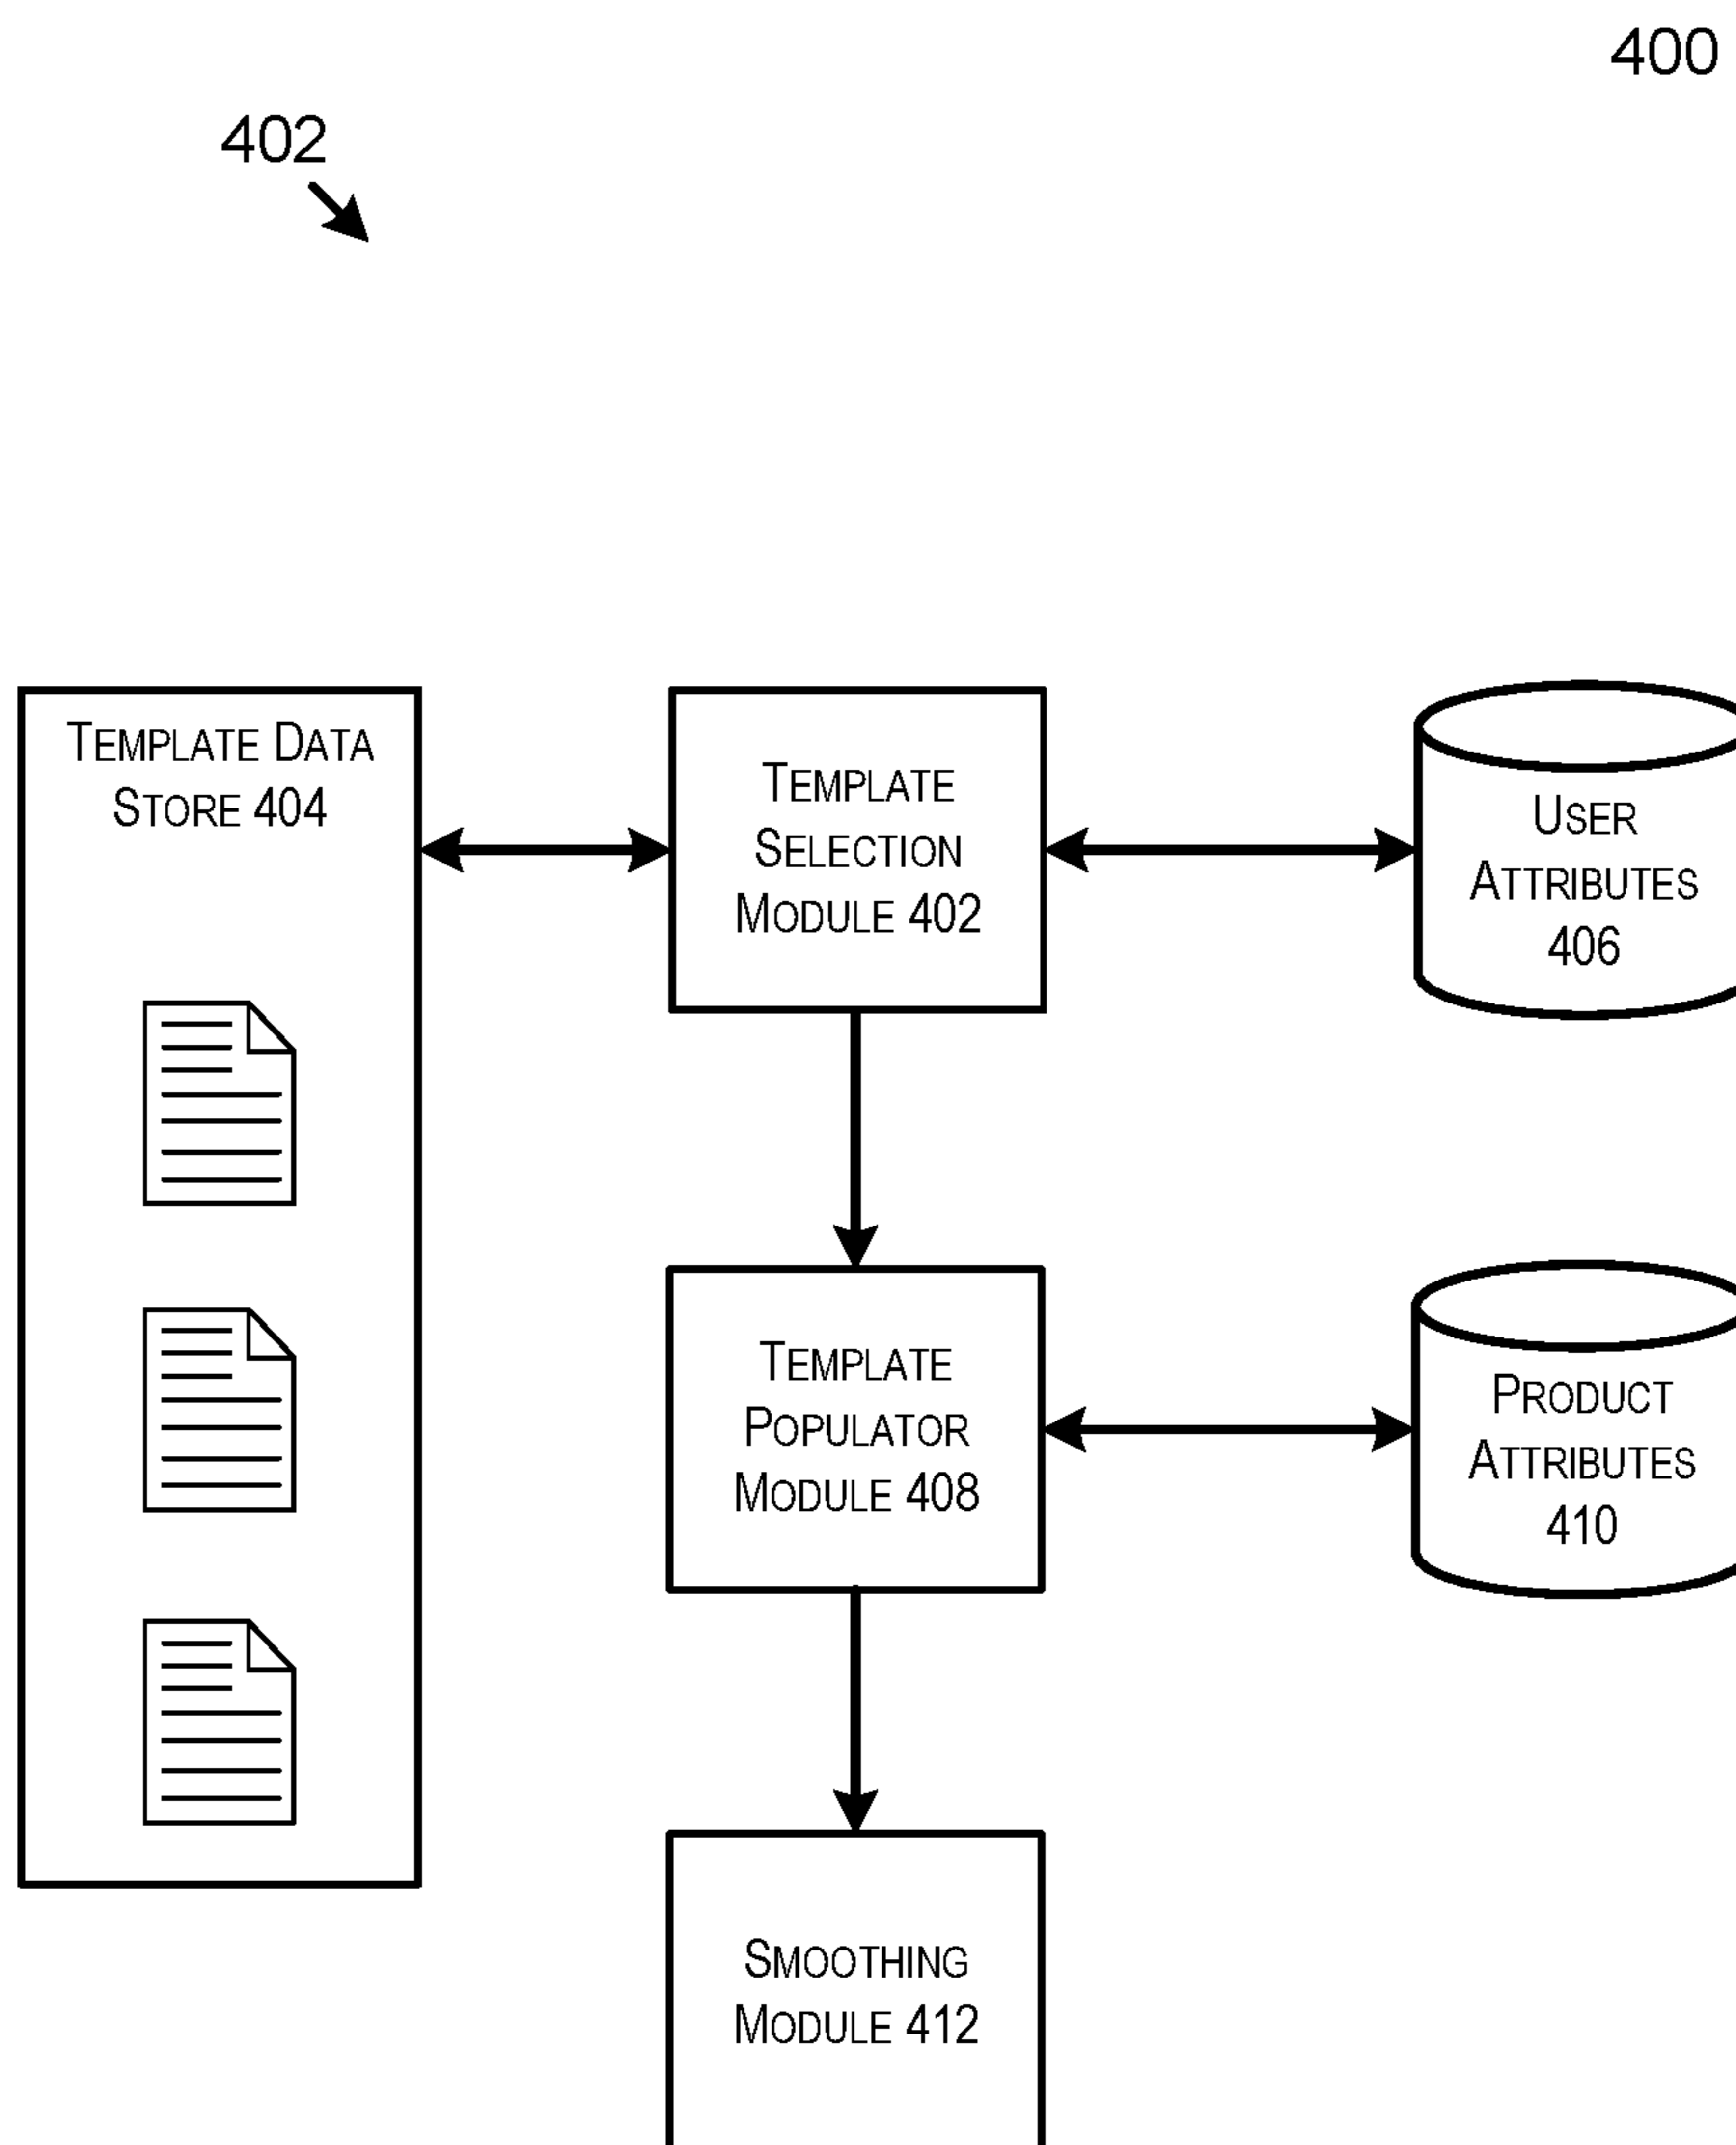 400
402
TEMPLATE DATA
STORE 404
TEMPLATE
SELECTION
MODULE 402
USER
ATTRIBUTES
406
TEMPLATE
POPULATOR
MODULE 408
PRODUCT
ATTRIBUTES
410
SMOOTHING
MODULE 412